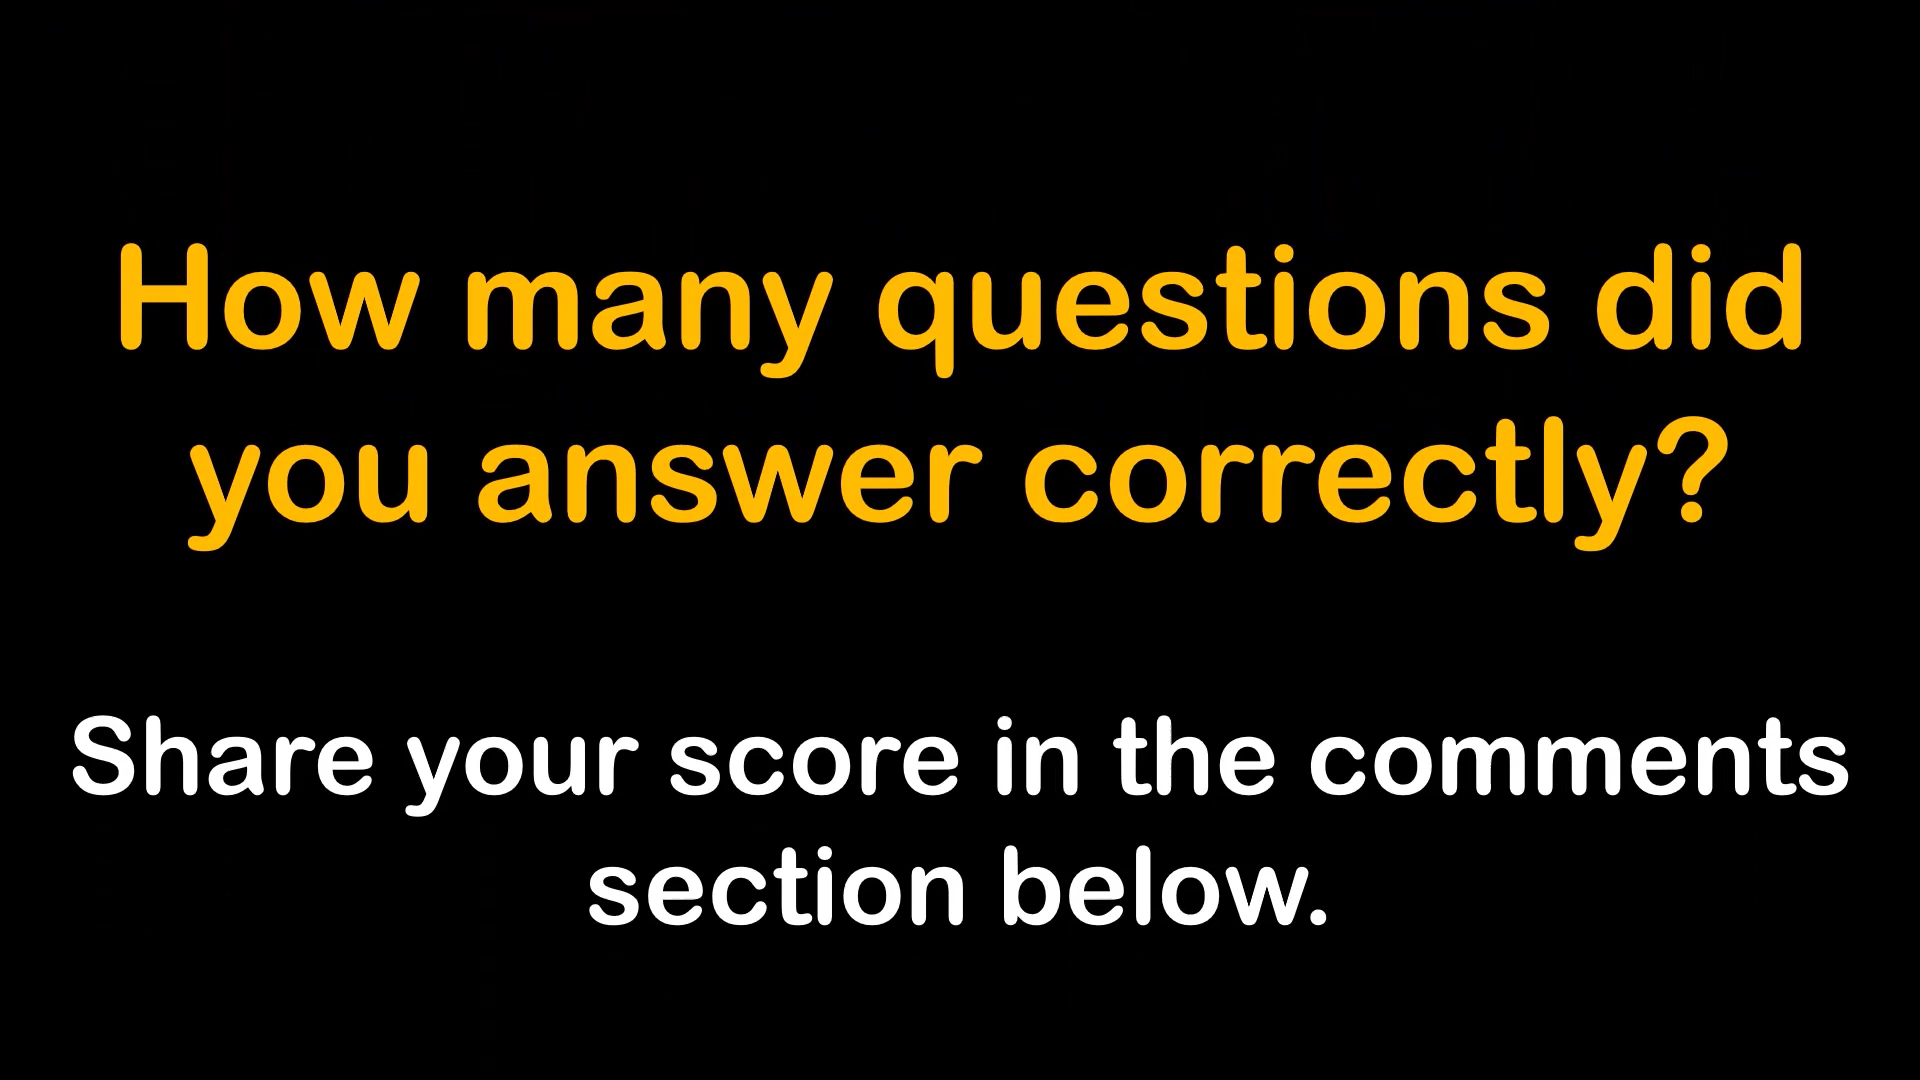 How many questions did
you answer correctly?
Share your score in the comments
section below.